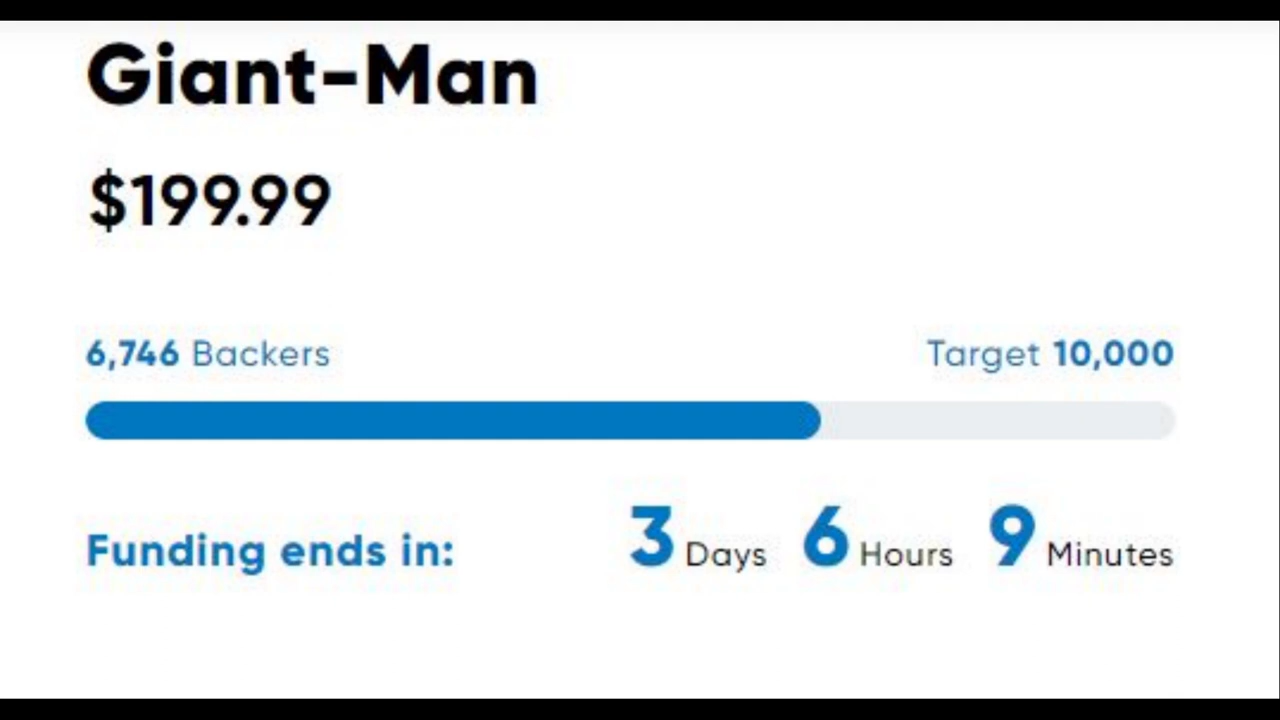 Giant-Man
$199.99
6,746 Backers Target 10,000
Funding ends in: 3 Days 6 Hours 9 Minutes